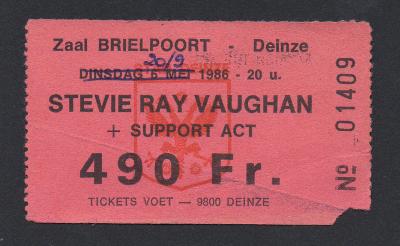 Zaal BRIELPOORT - Deinze
20/9
DINSDAG 6 MEI 1986 - 20 u.
STEVIE RAY VAUGHAN
+ SUPPORT ACT
490 Fr.
TICKETS VOET — 9800 DEINZE
Nº 01409